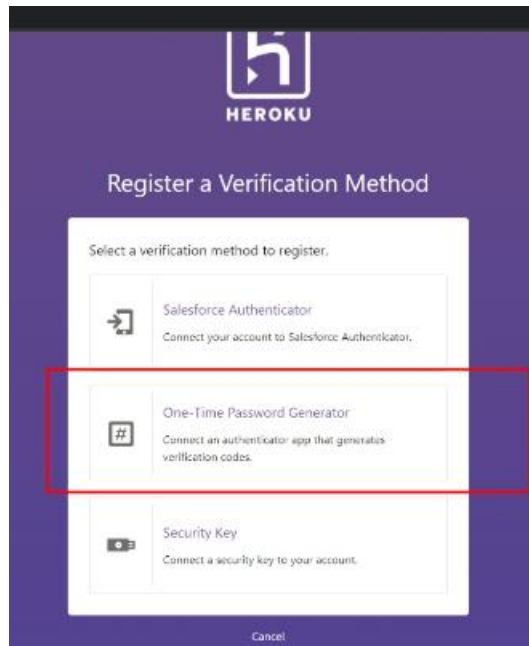 HEROKU
Register a Verification Method
Select a verification method to register.
Salesforce Authenticator
Connect your account to Salesforce Authenticator.
#
One-Time Password Generator
Connect an authenticator app that generates
verification codes.
Security Key
Connect a security key to your account.
Cancel